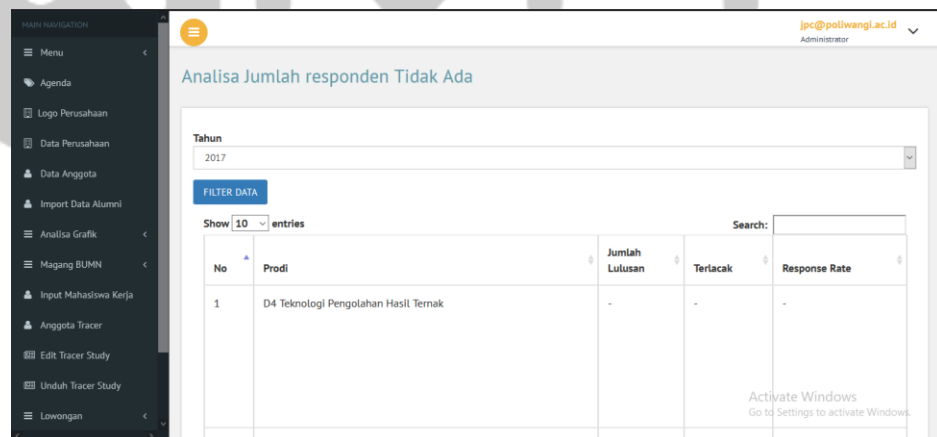 MAIN NAVIGATION
Menu
Agenda
Logo Perusahaan
Data Perusahaan
Data Anggota
Import Data Alumni
Analisa Grafik
Magang BUMN
Input Mahasiswa Kerja
Anggota Tracer
Edit Tracer Study
Unduh Tracer Study
Lowongan
jpc@poliwangi.ac.id
Administrator
Analisa Jumlah responden Tidak Ada
Tahun
2017
FILTER DATA
Show 10 entries Search:
No Prodi Jumlah Lulusan Terlacak Response Rate
1 D4 Teknologi Pengolahan Hasil Ternak - - -
Activate Windows
Go to Settings to activate Windows.